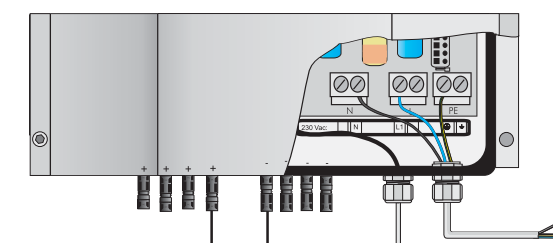 N L PE
230 Vac: N L1
+ + + + - - - -